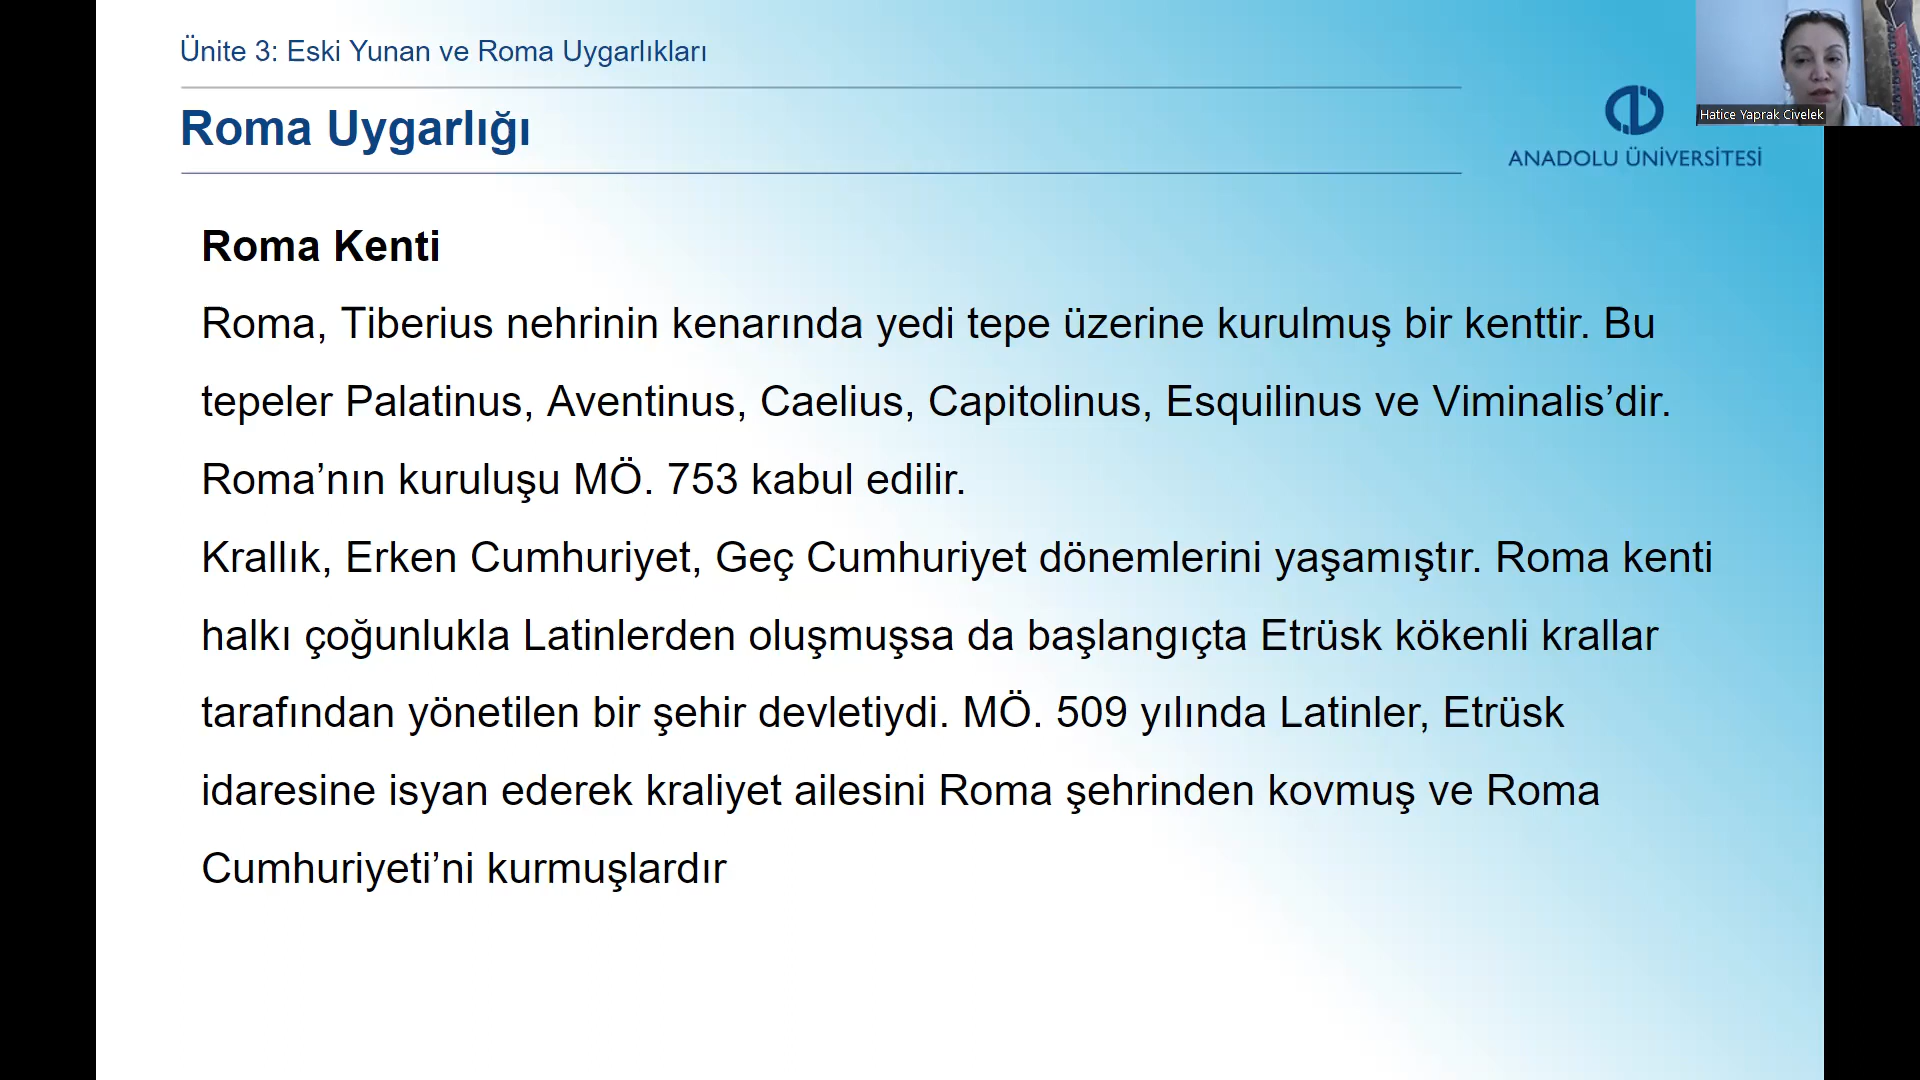 Ünite 3: Eski Yunan ve Roma Uygarlıkları
Roma Uygarlığı
ANADOLU ÜNİVERSİTESİ
Hatice Yaprak Civelek
Roma Kenti
Roma, Tiberius nehrinin kenarında yedi tepe üzerine kurulmuş bir kenttir. Bu
tepeler Palatinus, Aventinus, Caelius, Capitolinus, Esquilinus ve Viminalis’dir.
Roma’nın kuruluşu MÖ. 753 kabul edilir.
Krallık, Erken Cumhuriyet, Geç Cumhuriyet dönemlerini yaşamıştır. Roma kenti
halkı çoğunlukla Latinlerden oluşmuşsa da başlangıçta Etrüsk kökenli krallar
tarafından yönetilen bir şehir devletiydi. MÖ. 509 yılında Latinler, Etrüsk
idaresine isyan ederek kraliyet ailesini Roma şehrinden kovmuş ve Roma
Cumhuriyeti’ni kurmuşlardır